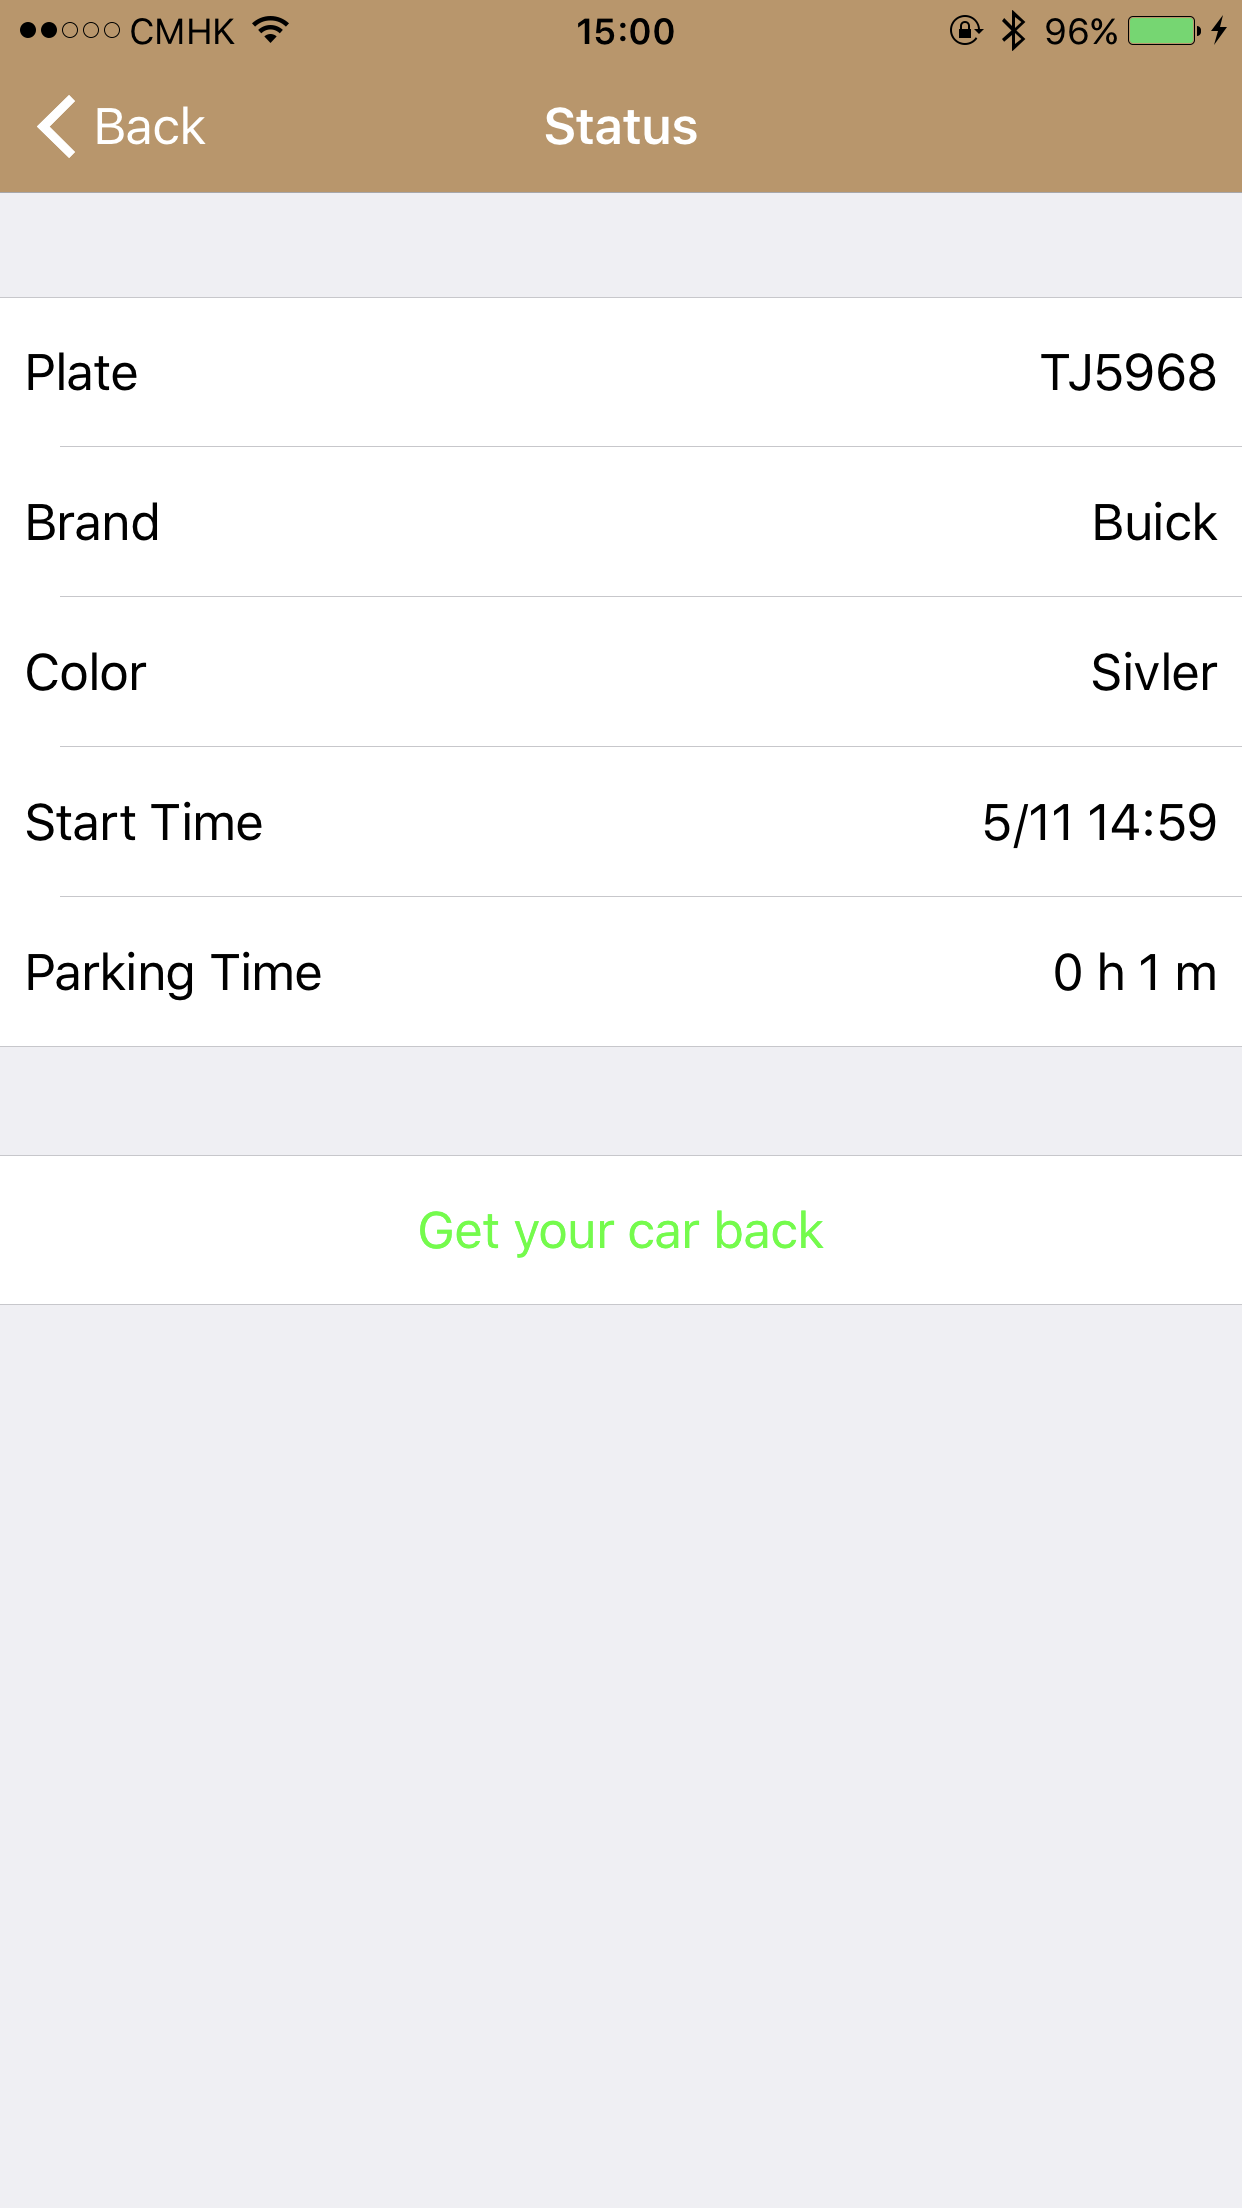 CMHK 15:00 96%
Back Status
Plate TJ5968
Brand Buick
Color Sivler
Start Time 5/11 14:59
Parking Time 0 h 1 m
Get your car back